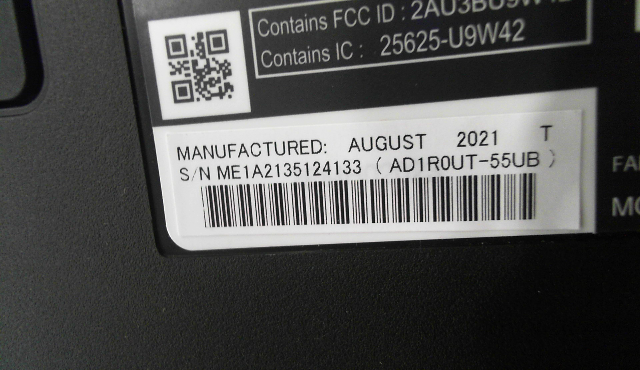 Contains FCC ID : 2AU3BU9W42
Contains IC : 25625-U9W42
MANUFACTURED: AUGUST 2021 T
S/N ME1A2135124133 ( AD1R0UT-55UB )